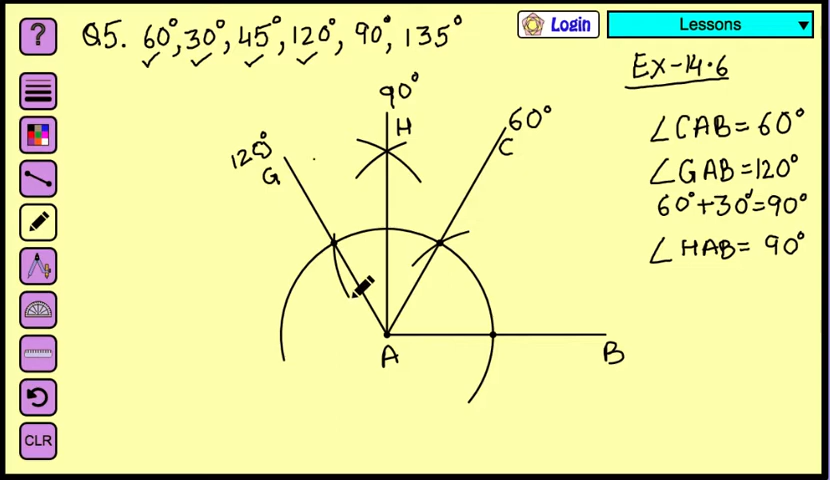 Q5. 60°, 30°, 45°, 120°, 90°, 135°
Login
Lessons
Ex-14.6
90°
H
60°
C
120°
G
∠CAB = 60°
∠GAB = 120°
60° + 30° = 90°
∠HAB = 90°
A
B
?
CLR